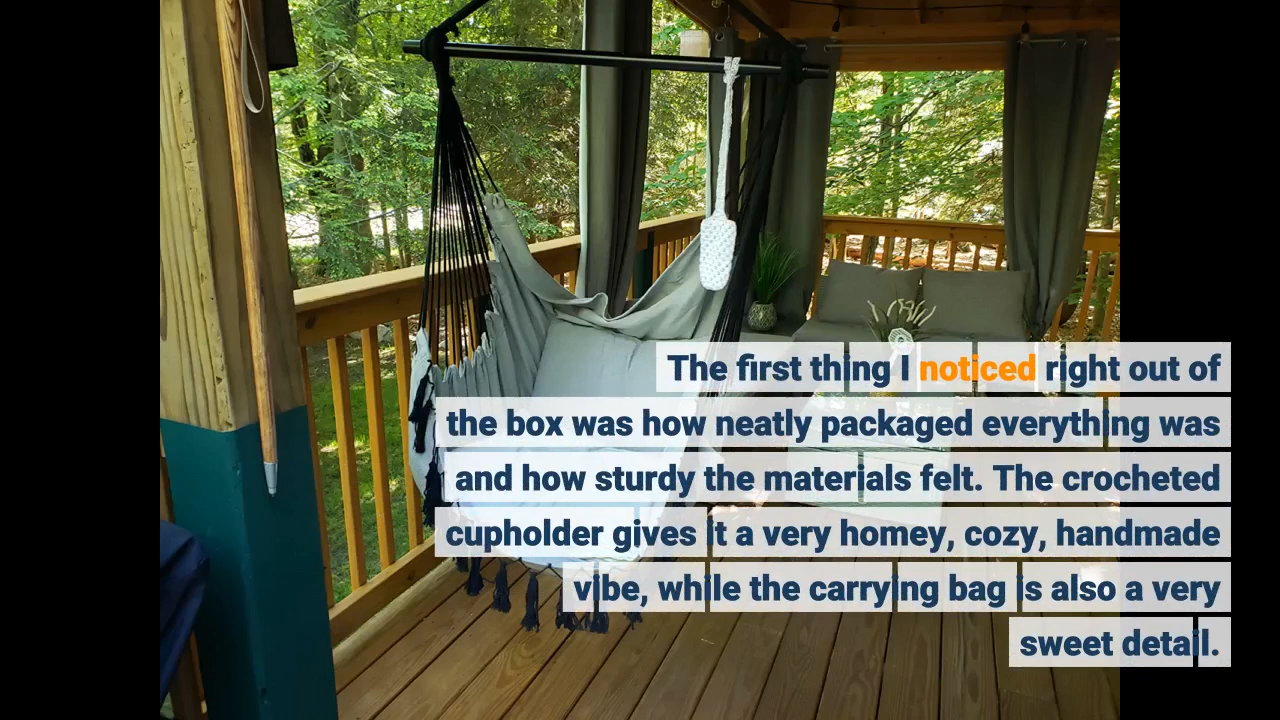 The first thing I noticed right out of
the box was how neatly packaged everything was
and how sturdy the materials felt. The crocheted
cupholder gives it a very homey, cozy, handmade
vibe, while the carrying bag is also a very
sweet detail.